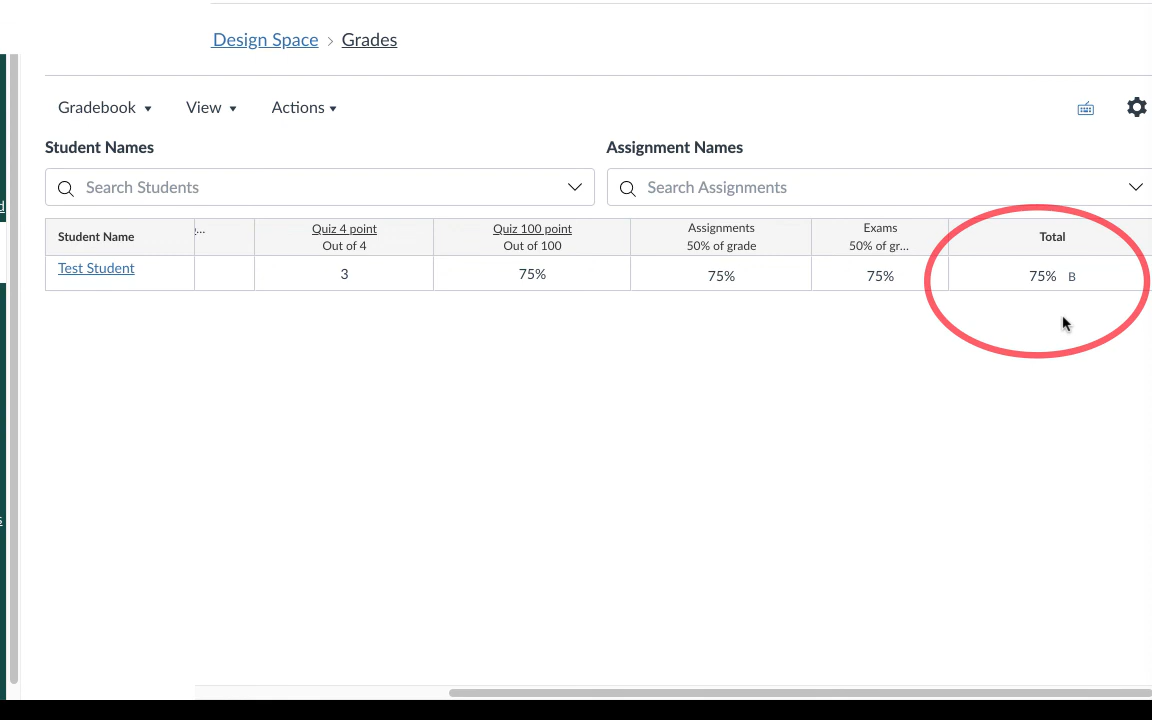 Design Space > Grades
Gradebook View Actions
Student Names Assignment Names
Search Students Search Assignments
Student Name ... Quiz 4 point Quiz 100 point Assignments Exams Total
Out of 4 Out of 100 50% of grade 50% of gr...
Test Student 3 75% 75% 75% 75% B